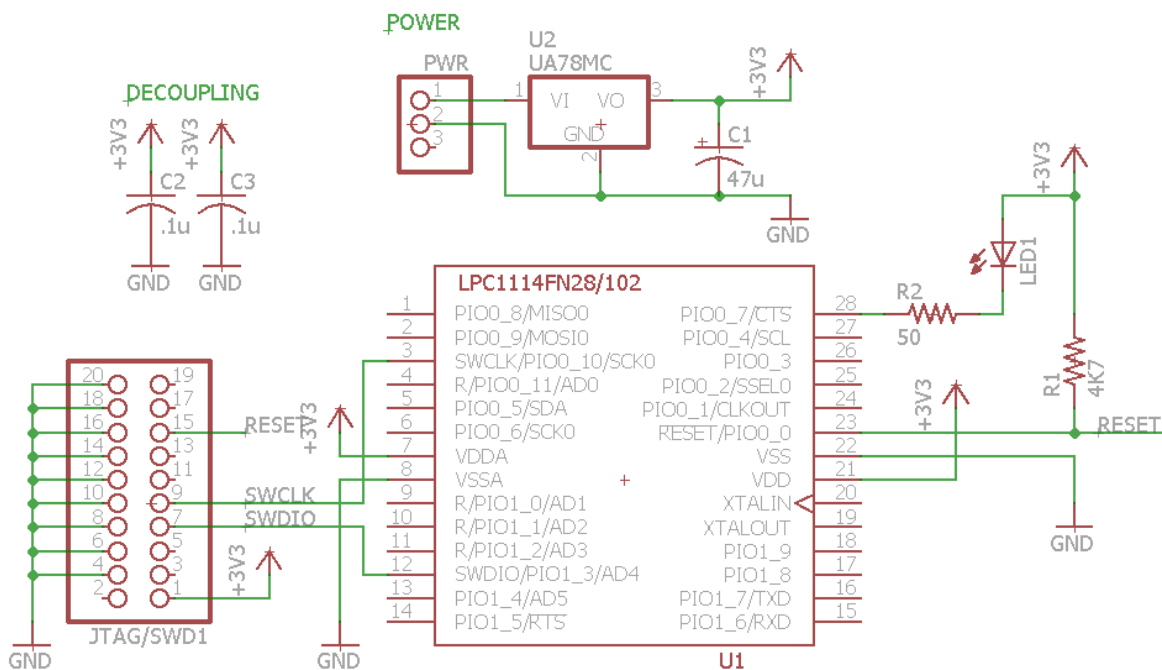 POWER
U2
UA78MC
PWR
1
2
3
1
VI
VO
3
GND
2
+3V3
C1
47u
GND
DECOUPLING
+3V3
+3V3
C2
.1u
C3
.1u
GND
GND
+3V3
LED1
R2
50
R1
4K7
+3V3
RESET
GND
LPC1114FN28/102
1 PIO0_8/MISO0
2 PIO0_9/MOSI0
3 SWCLK/PIO0_10/SCK0
4 R/PIO0_11/AD0
5 PIO0_5/SDA
6 PIO0_6/SCK0
7 VDDA
8 VSSA
9 R/PIO1_0/AD1
10 R/PIO1_1/AD2
11 R/PIO1_2/AD3
12 SWDIO/PIO1_3/AD4
13 PIO1_4/AD5
14 PIO1_5/RTS
PIO0_7/CTS 28
PIO0_4/SCL 27
PIO0_3 26
PIO0_2/SSEL0 25
PIO0_1/CLKOUT 24
RESET/PIO0_0 23
VSS 22
VDD 21
XTALIN 20
XTALOUT 19
PIO1_9 18
PIO1_8 17
PIO1_7/TXD 16
PIO1_6/RXD 15
U1
20 19
18 17
16 15
14 13
12 11
10 9
8 7
6 5
4 3
2 1
JTAG/SWD1
RESET
+3V3
SWCLK
SWDIO
+3V3
GND
GND